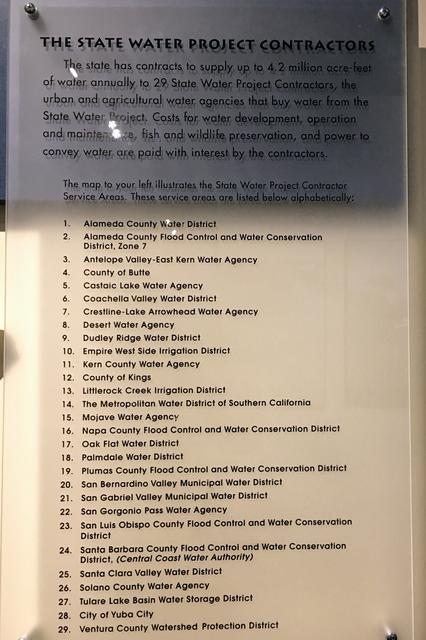 THE STATE WATER PROJECT CONTRACTORS
The state has contracts to supply up to 4.2 million acre-feet
of water annually to 29 State Water Project Contractors, the
urban and agricultural water agencies that buy water from the
State Water Project. Costs for water development, operation
and maintenance, fish and wildlife preservation, and power to
convey water are paid with interest by the contractors.
The map to your left illustrates the State Water Project Contractor
Service Areas. These service areas are listed below alphabetically:
1. Alameda County Water District
2. Alameda County Flood Control and Water Conservation
District, Zone 7
3. Antelope Valley-East Kern Water Agency
4. County of Butte
5. Castaic Lake Water Agency
6. Coachella Valley Water District
7. Crestline-Lake Arrowhead Water Agency
8. Desert Water Agency
9. Dudley Ridge Water District
10. Empire West Side Irrigation District
11. Kern County Water Agency
12. County of Kings
13. Littlerock Creek Irrigation District
14. The Metropolitan Water District of Southern California
15. Mojave Water Agency
16. Napa County Flood Control and Water Conservation District
17. Oak Flat Water District
18. Palmdale Water District
19. Plumas County Flood Control and Water Conservation District
20. San Bernardino Valley Municipal Water District
21. San Gabriel Valley Municipal Water District
22. San Gorgonio Pass Water Agency
23. San Luis Obispo County Flood Control and Water Conservation
District
24. Santa Barbara County Flood Control and Water Conservation
District, (Central Coast Water Authority)
25. Santa Clara Valley Water District
26. Solano County Water Agency
27. Tulare Lake Basin Water Storage District
28. City of Yuba City
29. Ventura County Watershed Protection District